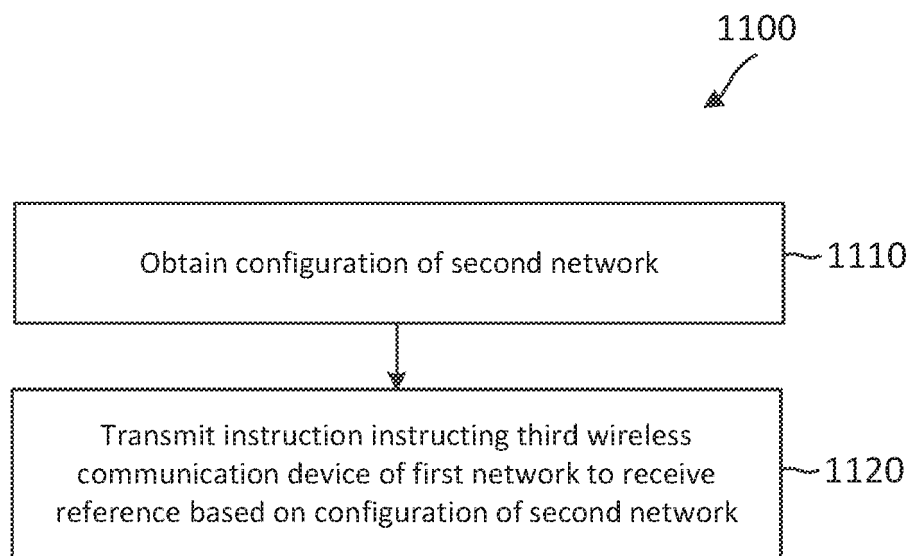 1100
Obtain configuration of second network
1110
Transmit instruction instructing third wireless
communication device of first network to receive
reference based on configuration of second network
1120